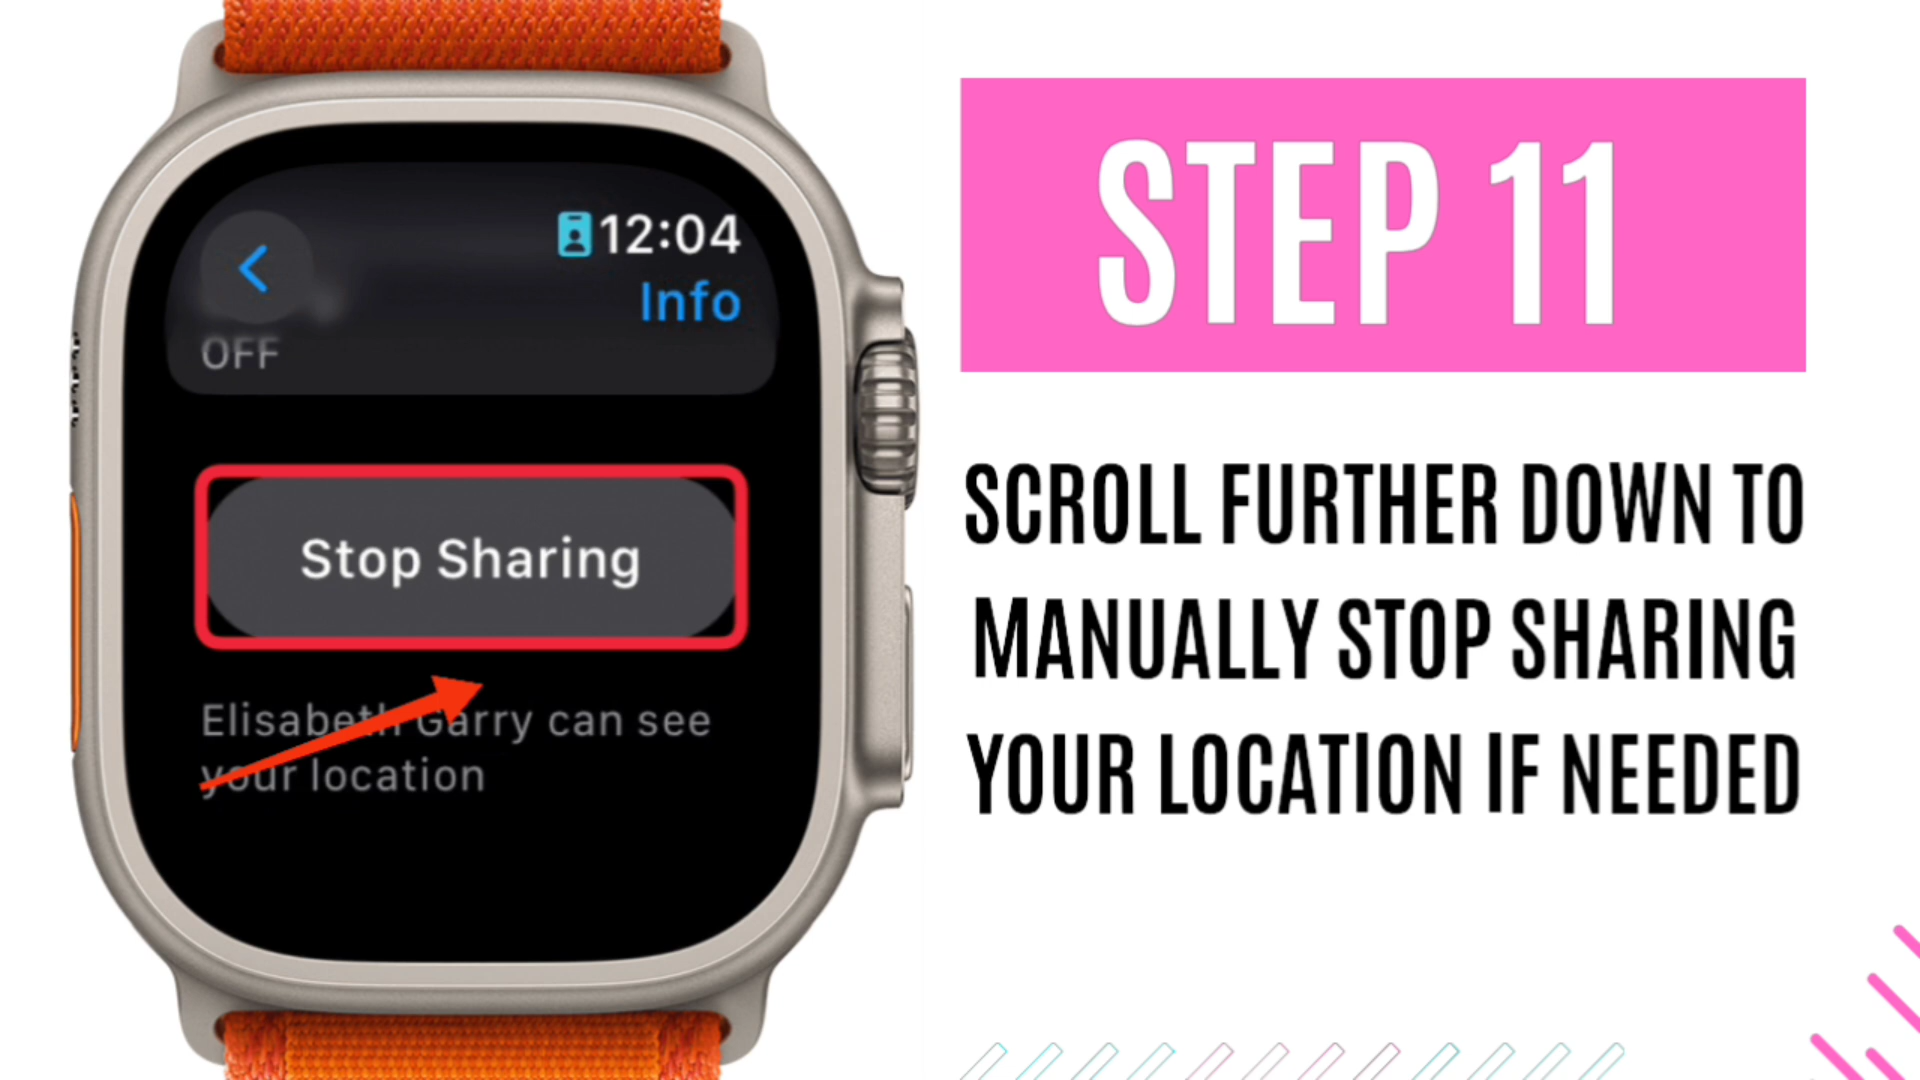 12:04
Info
OFF
Stop Sharing
Elisabeth Garry can see
your location
STEP 11
SCROLL FURTHER DOWN TO
MANUALLY STOP SHARING
YOUR LOCATION IF NEEDED